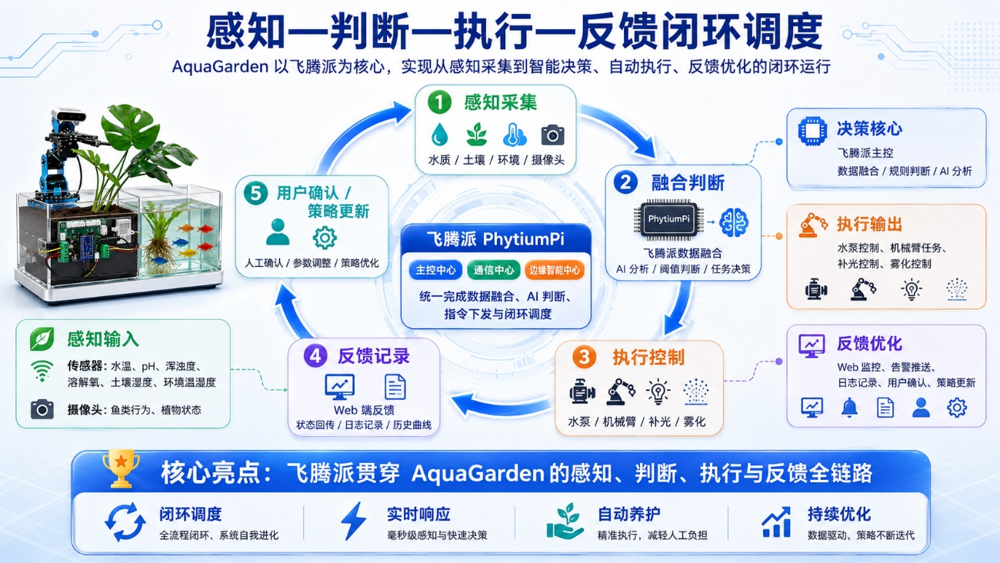 感知—判断—执行—反馈闭环调度
AquaGarden 以飞腾派为核心，实现从感知采集到智能决策、自动执行、反馈优化的闭环运行
1 感知采集
水质 / 土壤 / 环境 / 摄像头
2 融合判断
PhytiumPi
飞腾派数据融合
AI 分析 / 阈值判断 / 任务决策
3 执行控制
水泵 / 机械臂 / 补光 / 雾化
4 反馈记录
Web 端反馈
状态回传 / 日志记录 / 历史曲线
5 用户确认 /
策略更新
人工确认 / 参数调整 / 策略优化
飞腾派 PhytiumPi
主控中心 通信中心 边缘智能中心
统一完成数据融合、AI 判断、
指令下发与闭环调度
感知输入
传感器：水温、pH、浑浊度、
溶解氧、土壤湿度、环境温湿度
摄像头：鱼类行为、植物状态
决策核心
飞腾派主控
数据融合 / 规则判断 / AI 分析
执行输出
水泵控制、机械臂任务、
补光控制、雾化控制
反馈优化
Web 监控、告警推送、
日志记录、用户确认、策略更新
核心亮点：飞腾派贯穿 AquaGarden 的感知、判断、执行与反馈全链路
闭环调度
全流程闭环、系统自我进化
实时响应
毫秒级感知与快速决策
自动养护
精准执行，减轻人工负担
持续优化
数据驱动、策略不断迭代